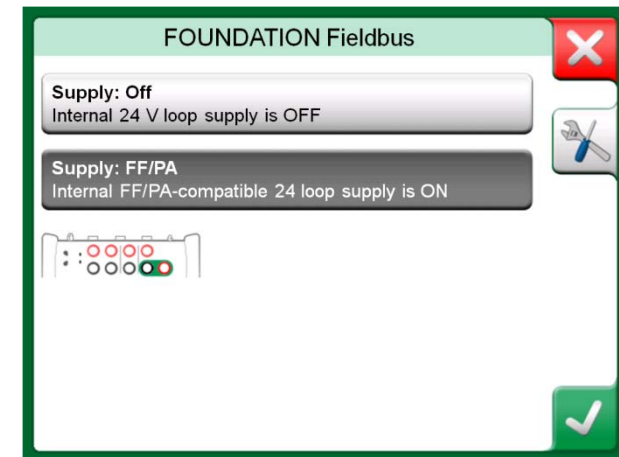 FOUNDATION Fieldbus
Supply: Off
Internal 24 V loop supply is OFF
Supply: FF/PA
Internal FF/PA-compatible 24 loop supply is ON